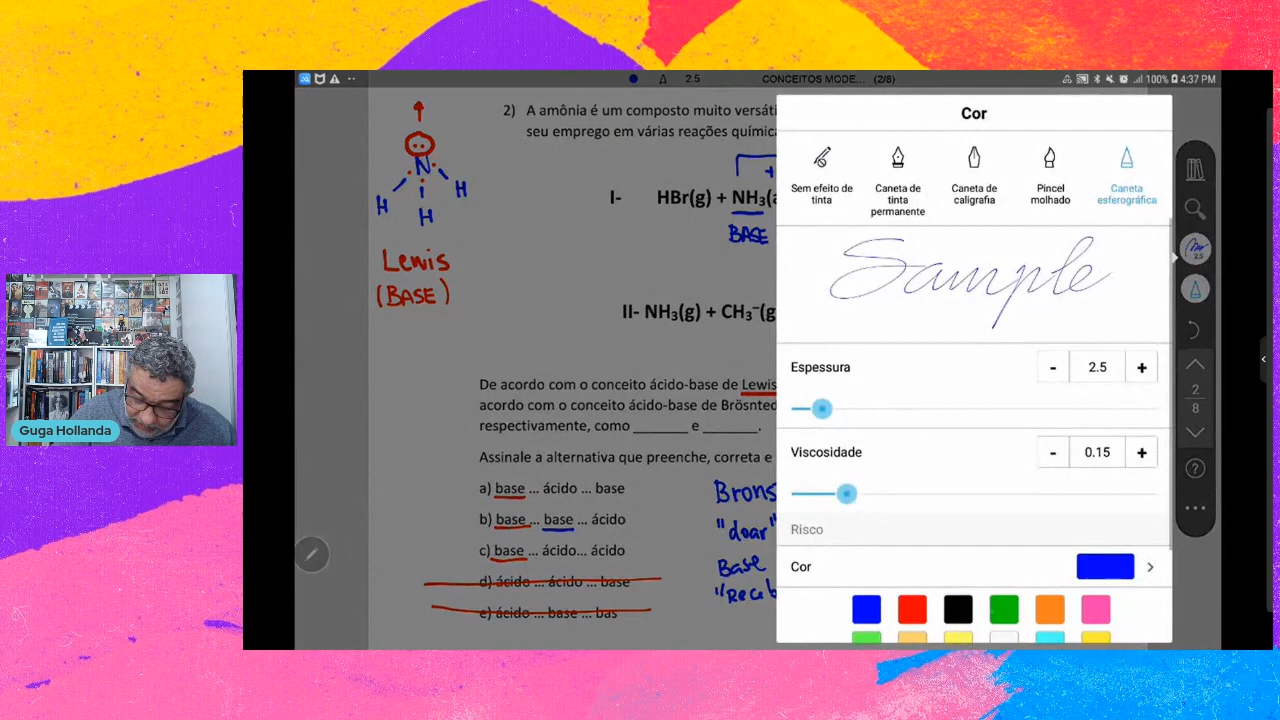 2.5 CONCEITOS MODE... (2/8) 100% 4:37 PM
2) A amônia é um composto muito versáti
seu emprego em várias reações químic
N
H H
H
Lewis
(BASE)
I- HBr(g) + NH₃(a
BASE
II- NH₃(g) + CH₃⁻(g
De acordo com o conceito ácido-base de Lewis
acordo com o conceito ácido-base de Brösnted
respectivamente, como _______ e _______.
Assinale a alternativa que preenche, correta e
a) base ... ácido ... base
b) base ... base ... ácido
c) base ... ácido... ácido
d) ácido ... ácido ... base
e) ácido ... base ... bas
Brons
"doar"
Base
"Receb
Cor
Sem efeito de tinta
Caneta de tinta permanente
Caneta de caligrafia
Pincel molhado
Caneta esferográfica
Sample
Espessura - 2.5 +
Viscosidade - 0.15 +
Risco
Cor
2.5
2
8
Guga Hollanda